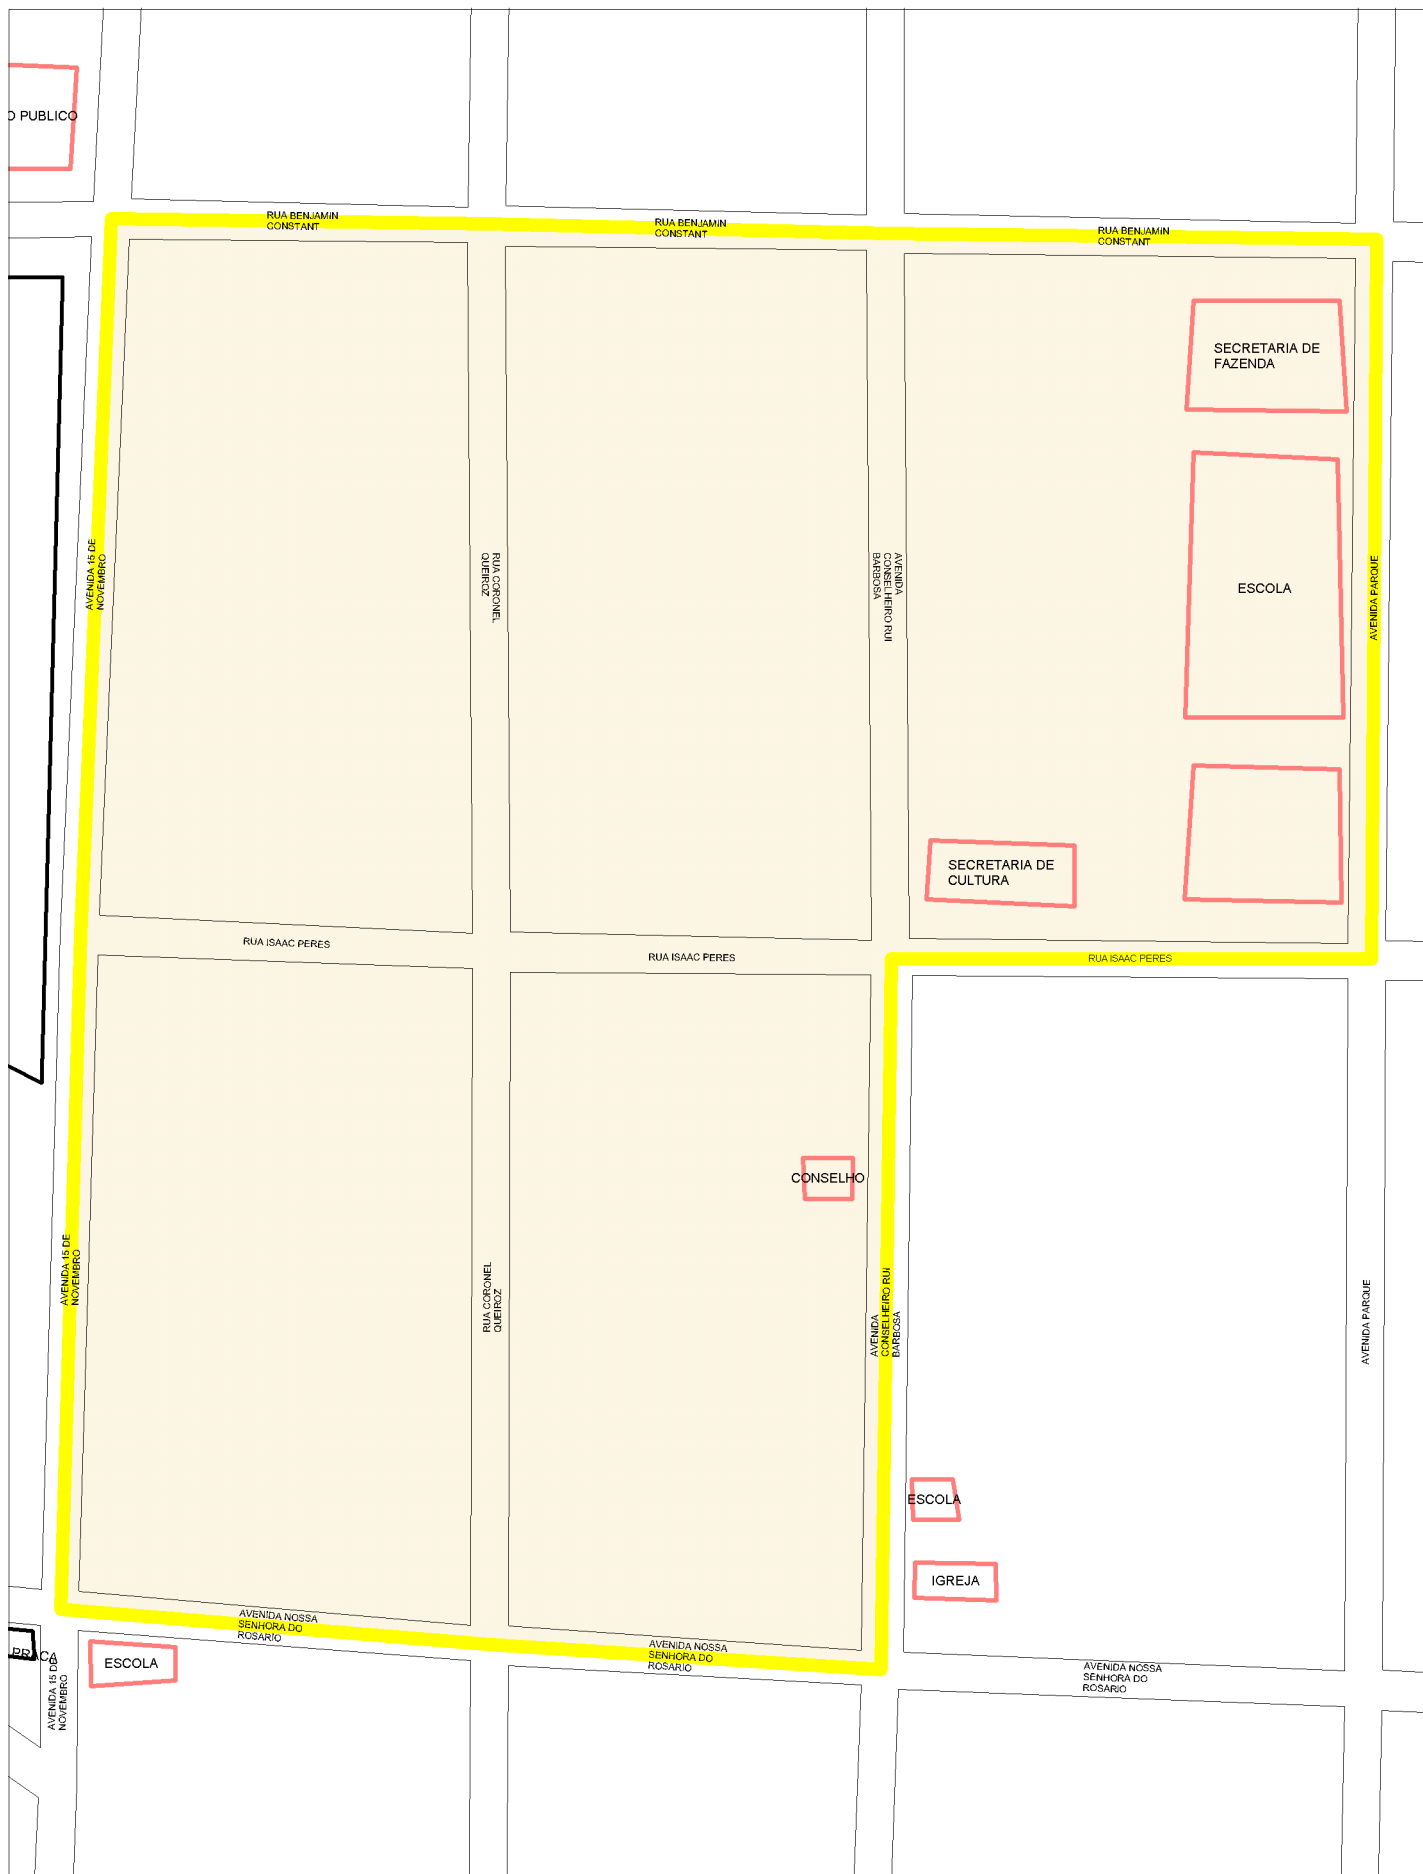 O PUBLICO
RUA BENJAMIN
CONSTANT
RUA BENJAMIN
CONSTANT
RUA BENJAMIN
CONSTANT
SECRETARIA DE
FAZENDA
AVENIDA 15 DE
NOVEMBRO
RUA CORONEL
QUEIROZ
AVENIDA
CONSELHEIRO RUI
BARBOSA
ESCOLA
AVENIDA PARQUE
SECRETARIA DE
CULTURA
RUA ISAAC PERES
RUA ISAAC PERES
RUA ISAAC PERES
CONSELHO
AVENIDA 15 DE
NOVEMBRO
RUA CORONEL
QUEIROZ
AVENIDA
CONSELHEIRO RUI
BARBOSA
AVENIDA PARQUE
ESCOLA
IGREJA
AVENIDA NOSSA
SENHORA DO
ROSARIO
AVENIDA NOSSA
SENHORA DO
ROSARIO
AVENIDA NOSSA
SENHORA DO
ROSARIO
PRACA
ESCOLA
AVENIDA 15 DE
NOVEMBRO